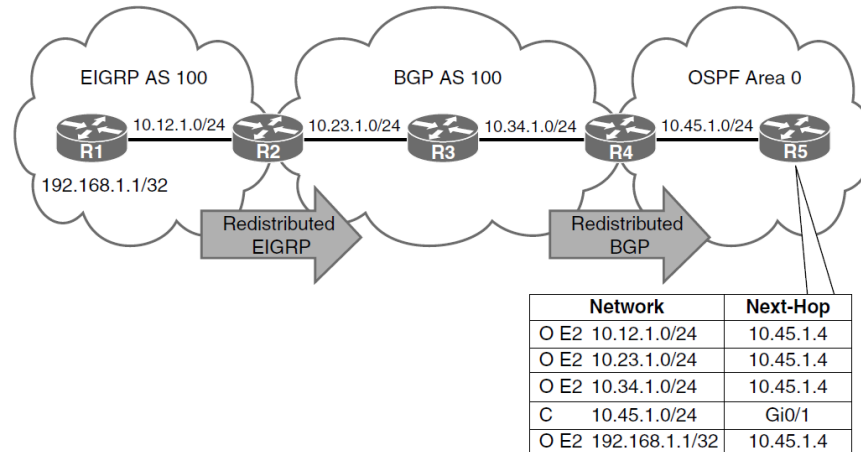 EIGRP AS 100
BGP AS 100
OSPF Area 0
10.12.1.0/24
10.23.1.0/24
10.34.1.0/24
10.45.1.0/24
R1
R2
R3
R4
R5
192.168.1.1/32
Redistributed
EIGRP
Redistributed
BGP
Network Next-Hop
O E2 10.12.1.0/24 10.45.1.4
O E2 10.23.1.0/24 10.45.1.4
O E2 10.34.1.0/24 10.45.1.4
C 10.45.1.0/24 Gi0/1
O E2 192.168.1.1/32 10.45.1.4